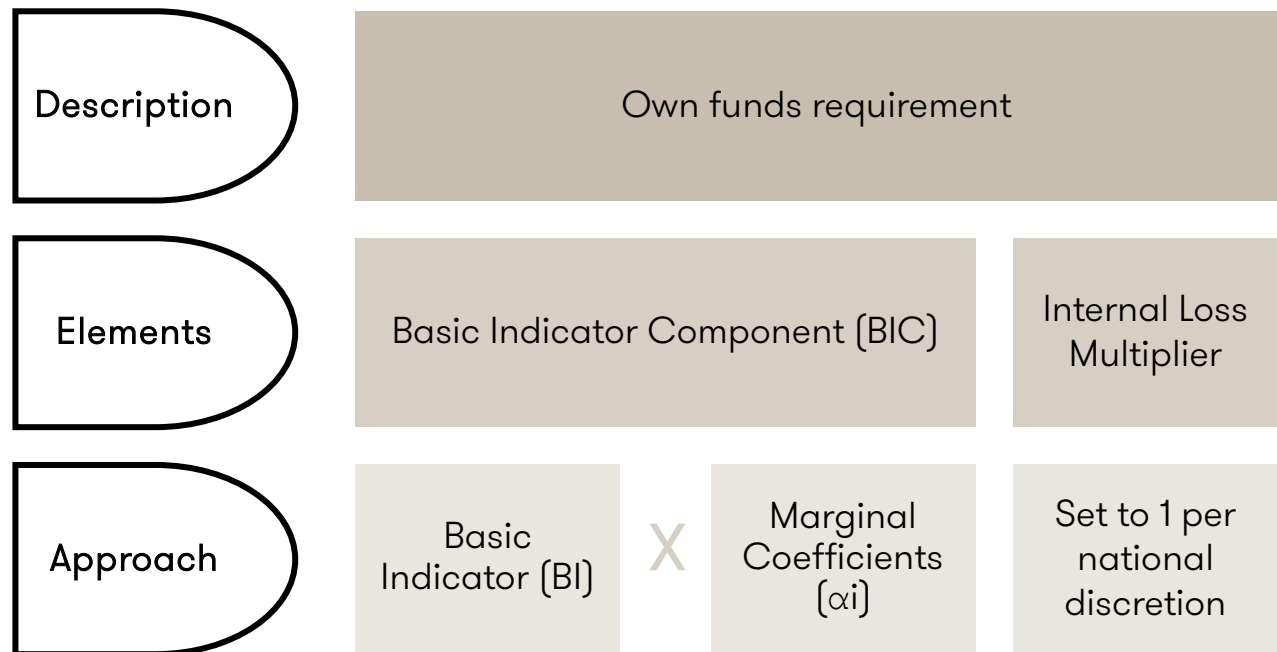 Description
Own funds requirement
Elements
Basic Indicator Component (BIC)
Internal Loss
Multiplier
Approach
Basic
Indicator (BI)
X
Marginal
Coefficients
(αi)
Set to 1 per
national
discretion